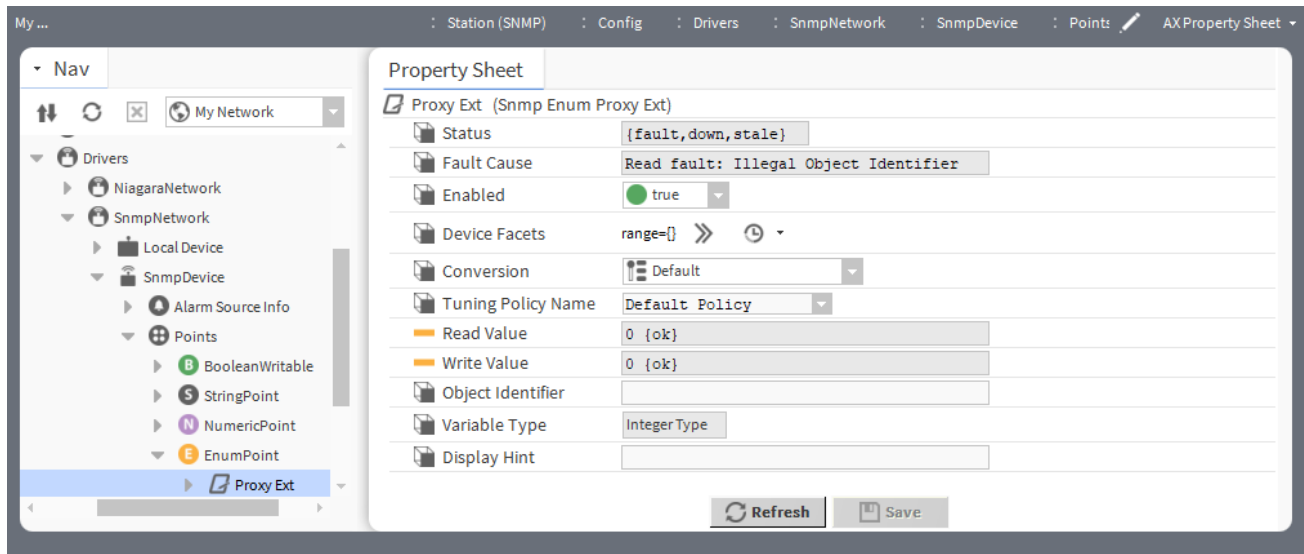 My ... : Station (SNMP) : Config : Drivers : SnmpNetwork : SnmpDevice : Points AX Property Sheet
Nav
My Network
Drivers
NiagaraNetwork
SnmpNetwork
Local Device
SnmpDevice
Alarm Source Info
Points
B BooleanWritable
S StringPoint
N NumericPoint
E EnumPoint
Proxy Ext
Property Sheet
Proxy Ext (Snmp Enum Proxy Ext)
Status {fault,down,stale}
Fault Cause Read fault: Illegal Object Identifier
Enabled true
Device Facets range={}
Conversion Default
Tuning Policy Name Default Policy
Read Value 0 {ok}
Write Value 0 {ok}
Object Identifier
Variable Type Integer Type
Display Hint
Refresh Save